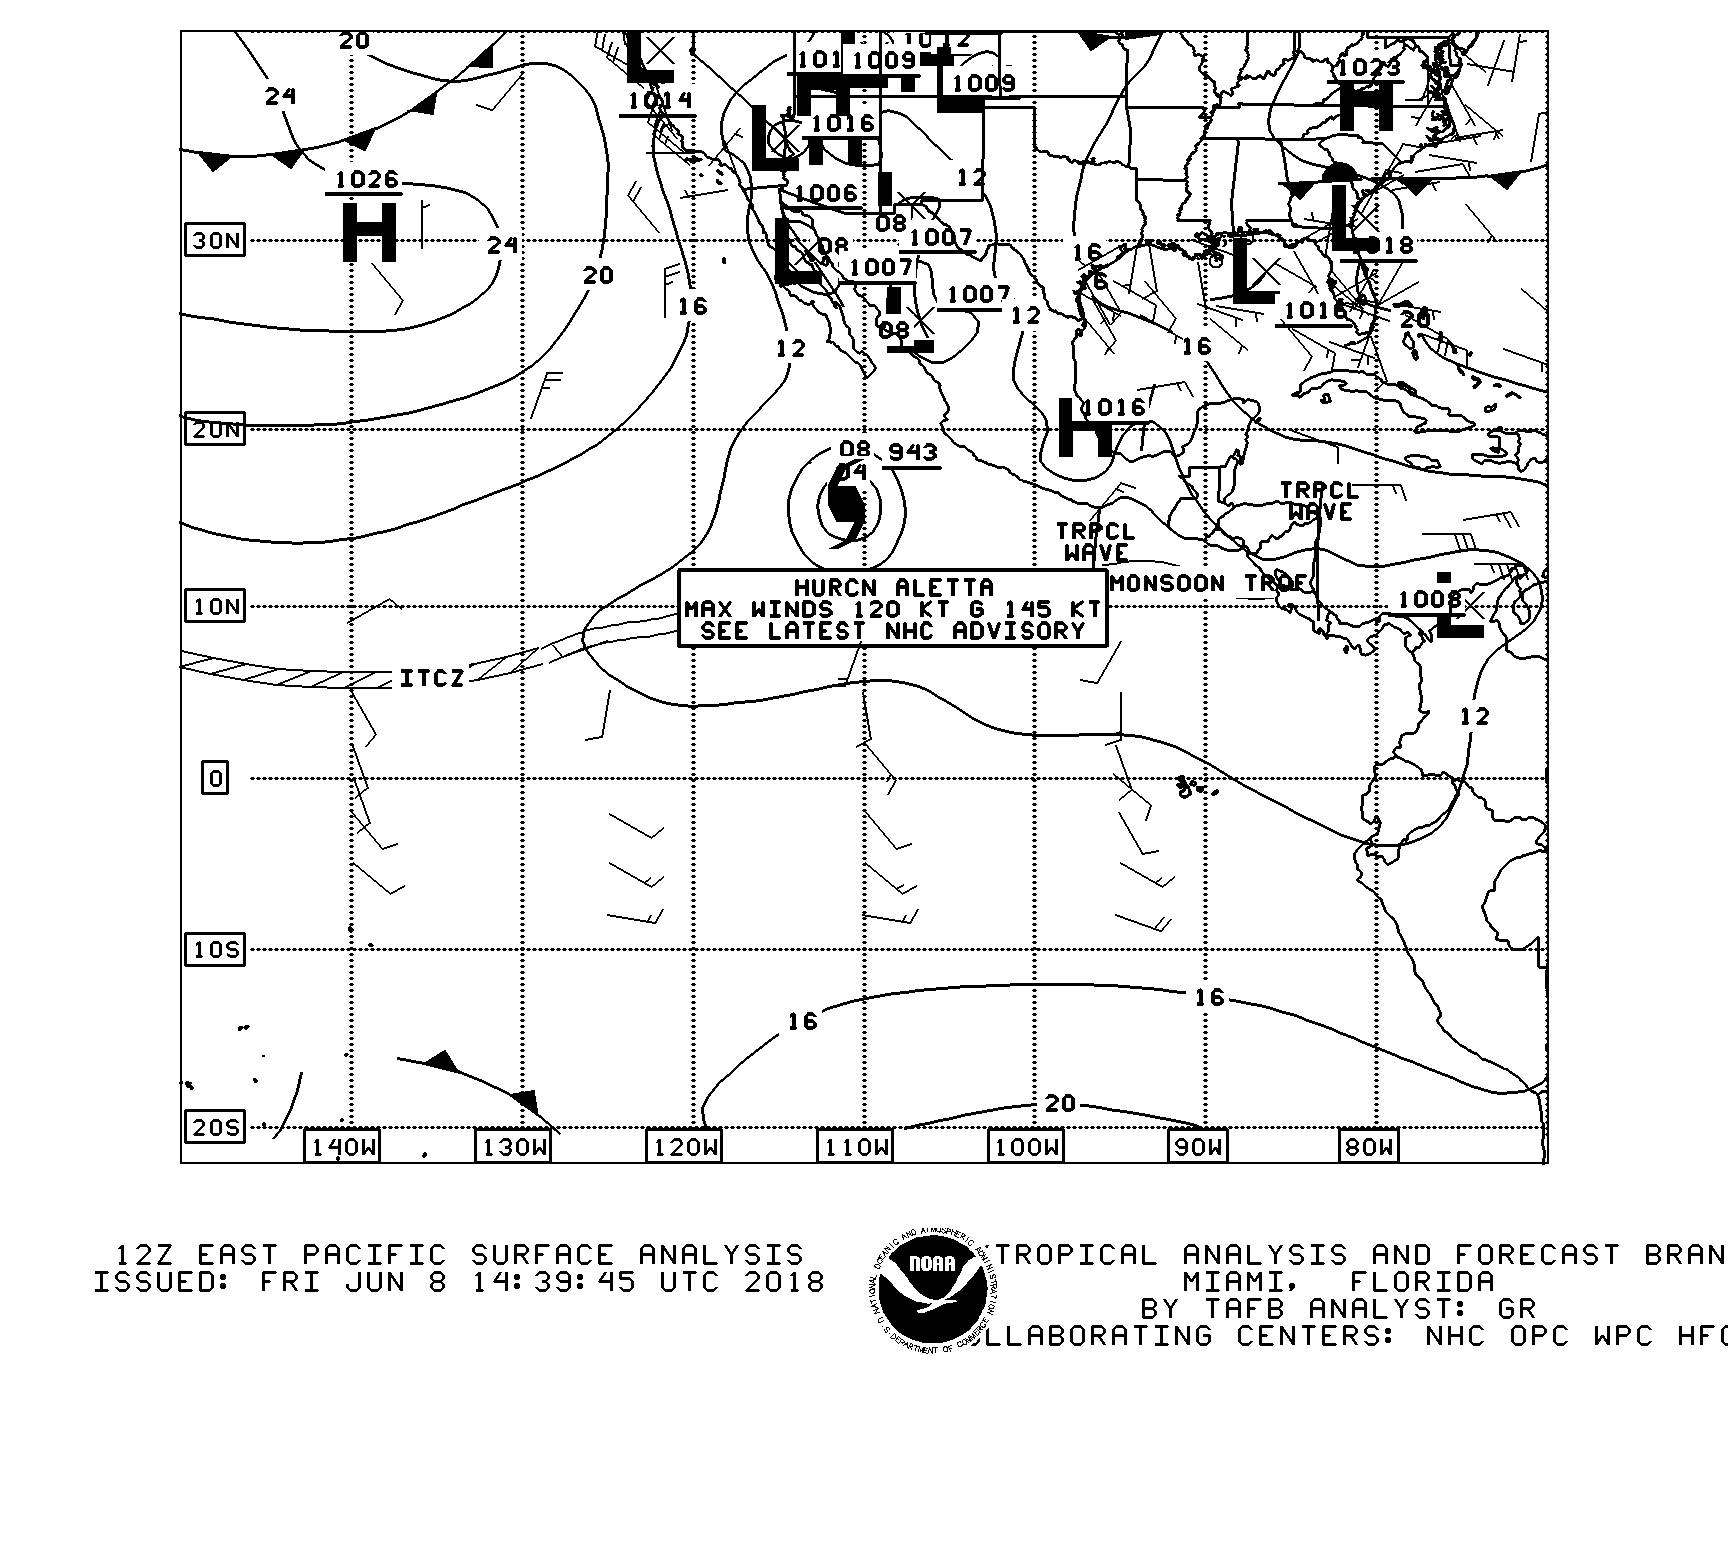 20
10 12
101
1009
1009
1023
24
1014
1016
12
1026
1006
08
1007
08
1007
30N
24
20
16
12
1007
12
16
08
18
1016
20
16
1016
20N
08
943
04
TRPCL
WAVE
TRPCL
WAVE
HURCN ALETTA
MAX WINDS 120 KT G 145 KT
SEE LATEST NHC ADVISORY
MONSOON TROF
10N
1008
ITCZ
12
0
10S
16
16
20
20S
140W
130W
120W
110W
100W
90W
80W
12Z EAST PACIFIC SURFACE ANALYSIS
ISSUED: FRI JUN 8 14:39:45 UTC 2018
NATIONAL OCEANIC AND ATMOSPHERIC ADMINISTRATION
NOAA
U.S. DEPARTMENT OF COMMERCE
TROPICAL ANALYSIS AND FORECAST BRAN
MIAMI, FLORIDA
BY TAFB ANALYST: GR
LLABORATING CENTERS: NHC OPC WPC HFO